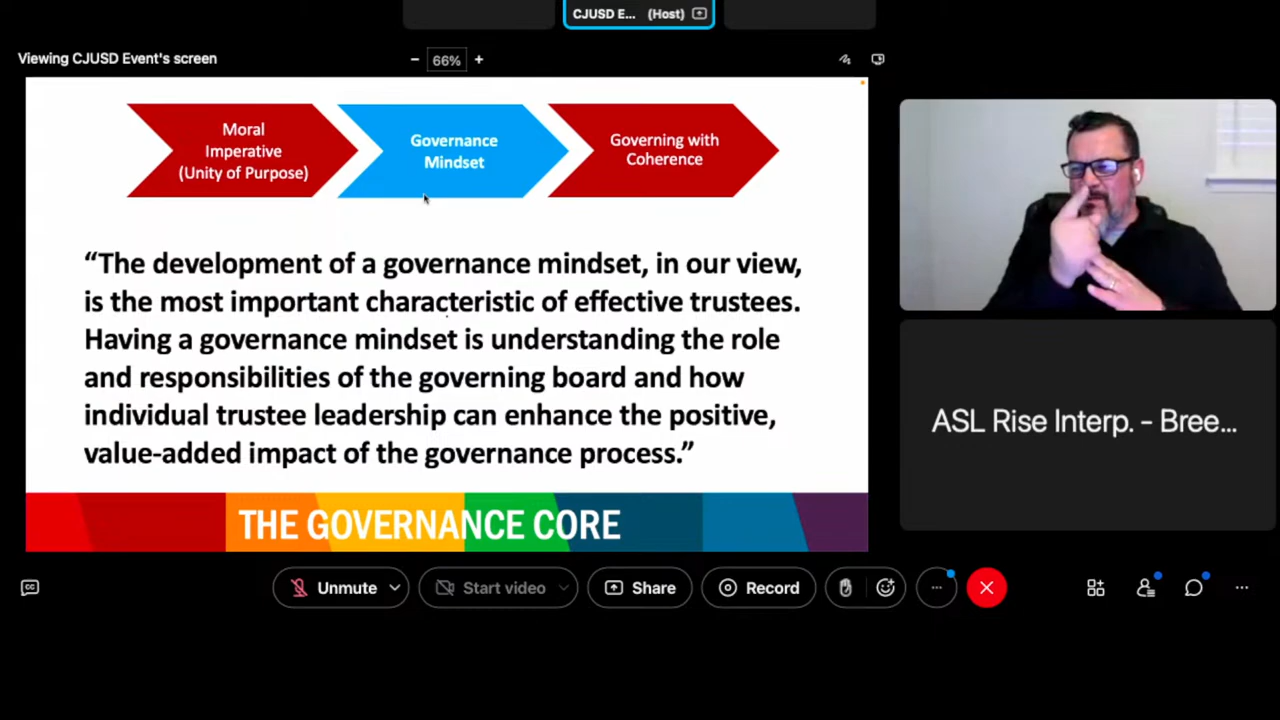 CJUSD E... (Host)
Viewing CJUSD Event's screen
− 66% +
Moral
Imperative
(Unity of Purpose)
Governance
Mindset
Governing with
Coherence
“The development of a governance mindset, in our view,
is the most important characteristic of effective trustees.
Having a governance mindset is understanding the role
and responsibilities of the governing board and how
individual trustee leadership can enhance the positive,
value-added impact of the governance process.”
THE GOVERNANCE CORE
ASL Rise Interp. - Bree...
CC
Unmute
Start video
Share
Record